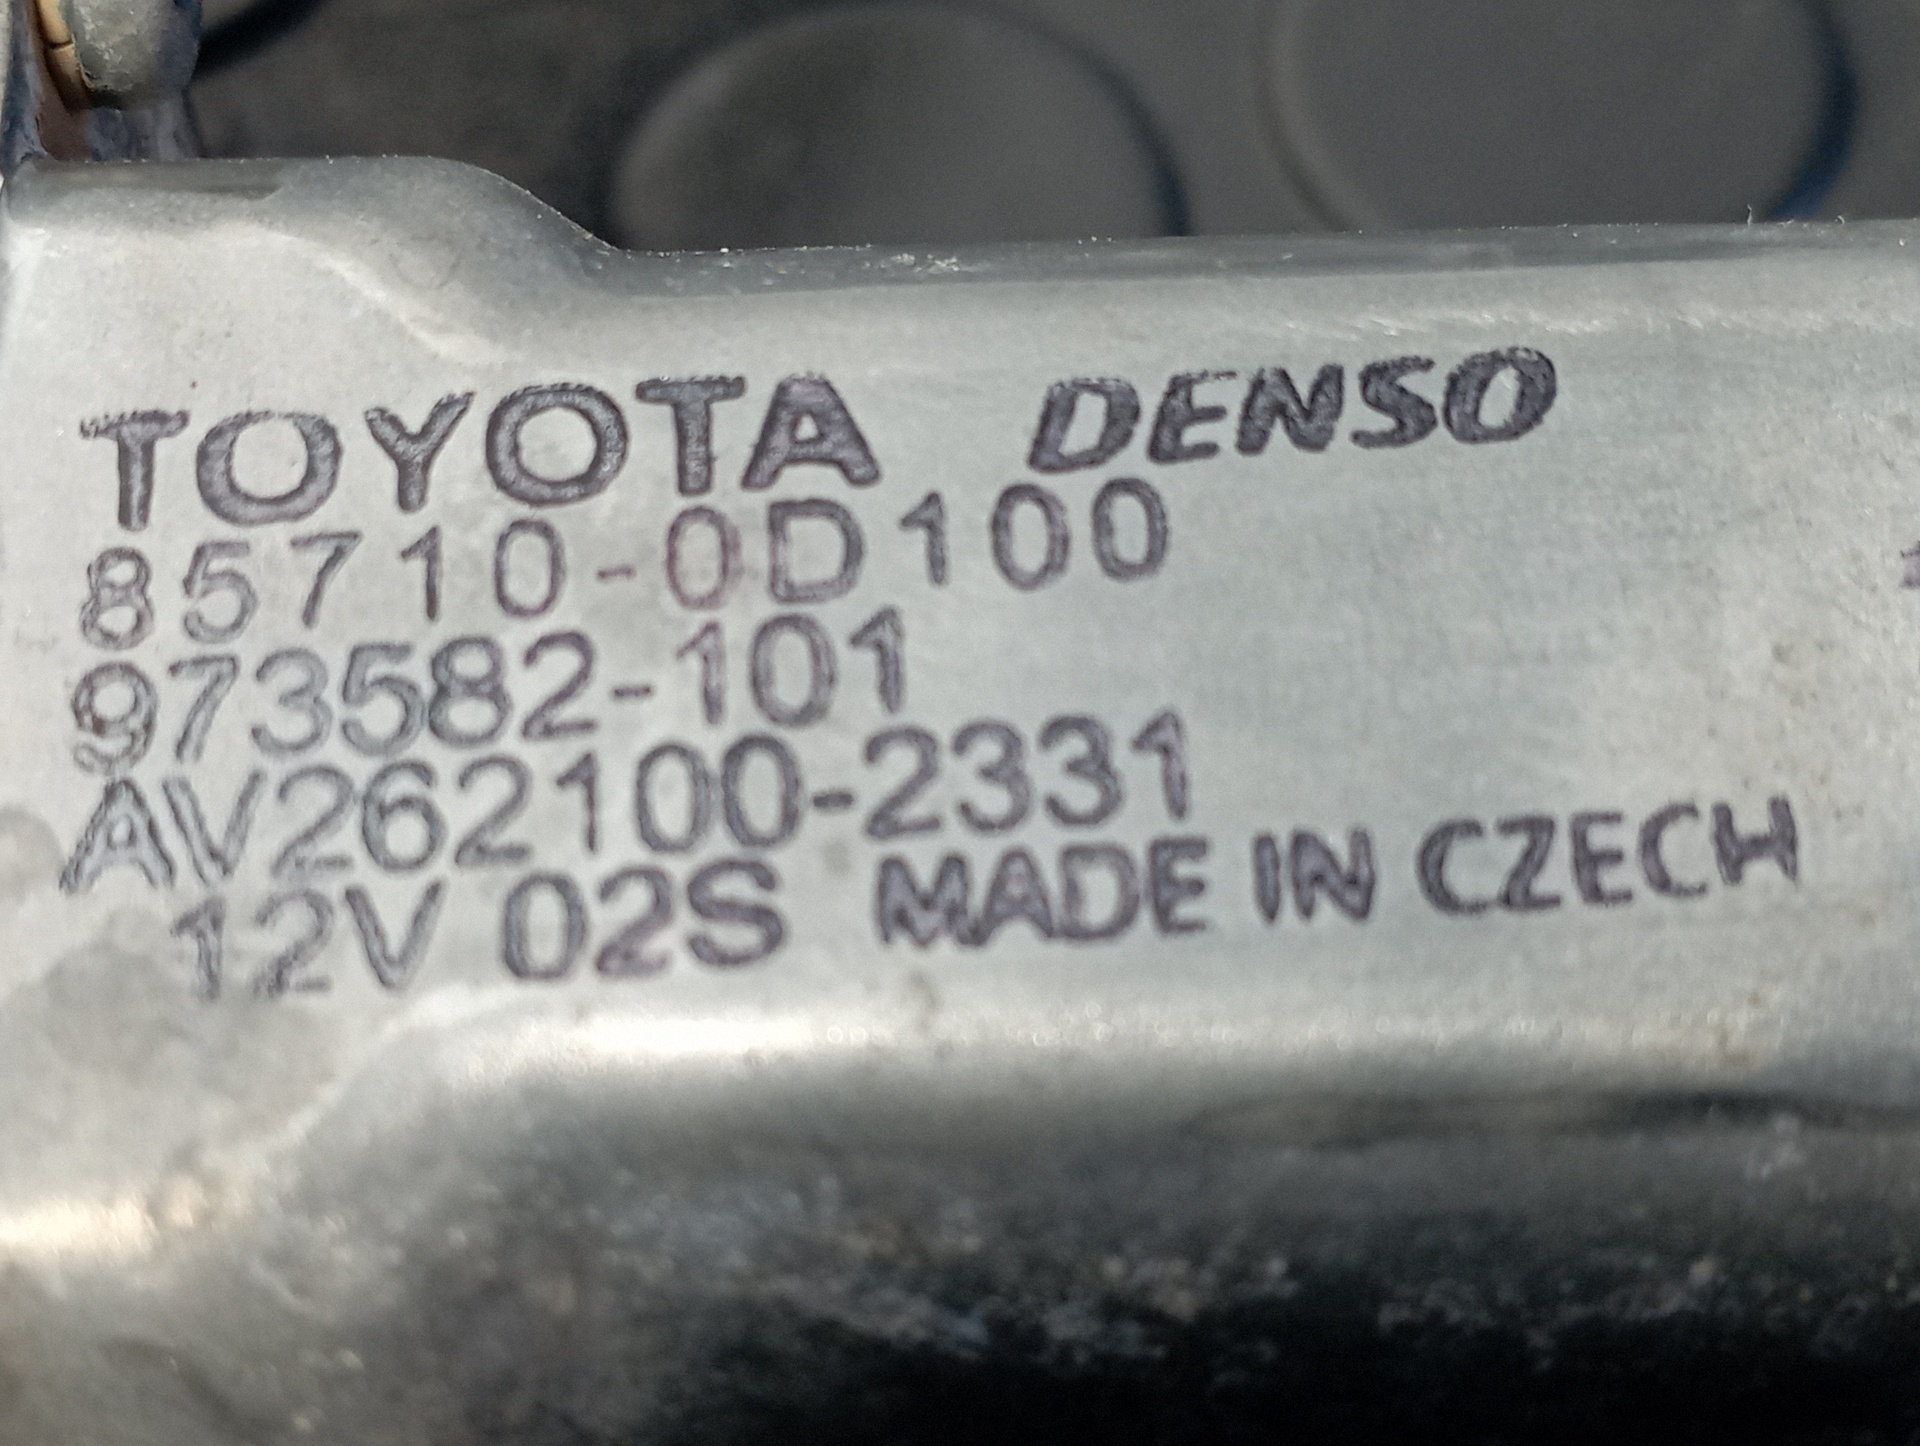 TOYOTA DENSO
85710-0D100
973582-101
AV262100-2331
12V 02S MADE IN CZECH